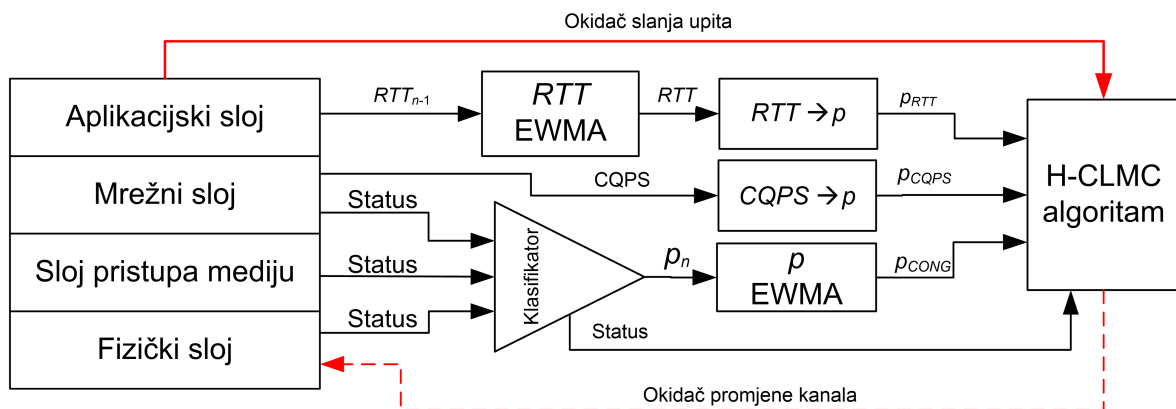 Okidač slanja upita
Aplikacijski sloj
Mrežni sloj
Sloj pristupa mediju
Fizički sloj
RTTn-1
RTT
EWMA
RTT
RTT → p
pRTT
CQPS
CQPS → p
pCQPS
Status
Status
Status
Klasifikator
pn
p
EWMA
pCONG
Status
H-CLMC
algoritam
Okidač promjene kanala